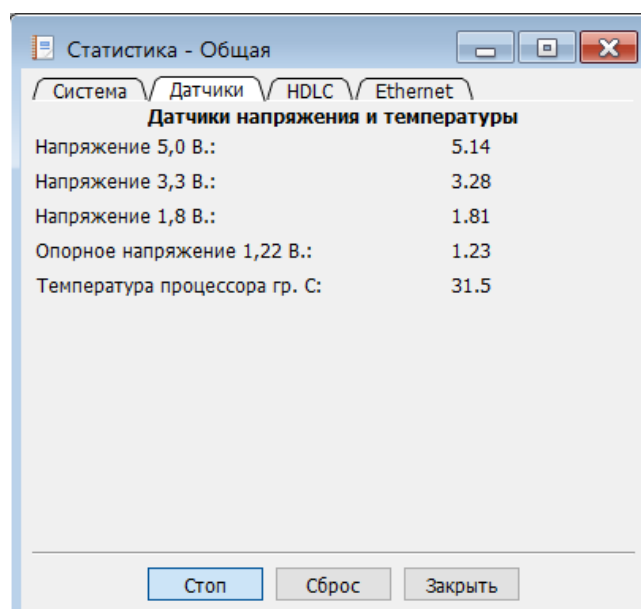 Статистика - Общая
Система Датчики HDLC Ethernet
Датчики напряжения и температуры
Напряжение 5,0 В.: 5.14
Напряжение 3,3 В.: 3.28
Напряжение 1,8 В.: 1.81
Опорное напряжение 1,22 В.: 1.23
Температура процессора гр. С: 31.5
Стоп Сброс Закрыть